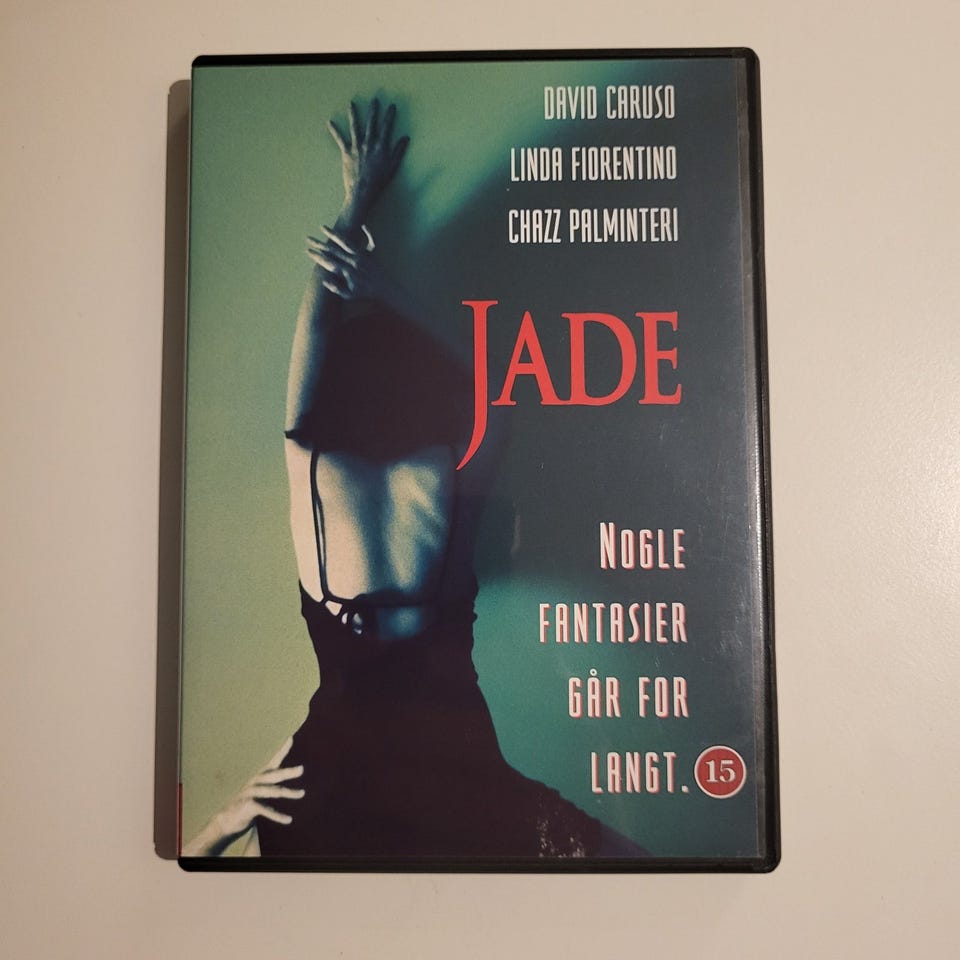 DAVID CARUSO
LINDA FIORENTINO
CHAZZ PALMINTERI
JADE
NOGLE
FANTASIER
GÅR FOR
LANGT.
15